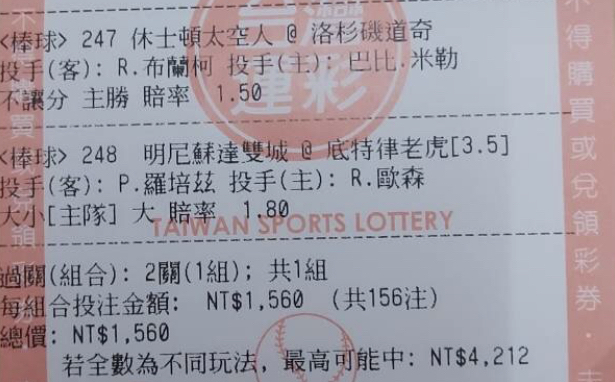 <棒球> 247 休士頓太空人 @ 洛杉磯道奇
投手(客): R.布蘭柯 投手(主): 巴比.米勒
不讓分 主勝 賠率 1.50
<棒球> 248 明尼蘇達雙城 @ 底特律老虎[3.5]
投手(客): P.羅培茲 投手(主): R.歐森
大小[主隊] 大 賠率 1.80
TAIWAN SPORTS LOTTERY
過關(組合): 2關(1組); 共1組
每組合投注金額: NT$1,560 (共156注)
總價: NT$1,560
若全數為不同玩法, 最高可能中: NT$4,212
台灣
運彩
不得購買或兌領彩券